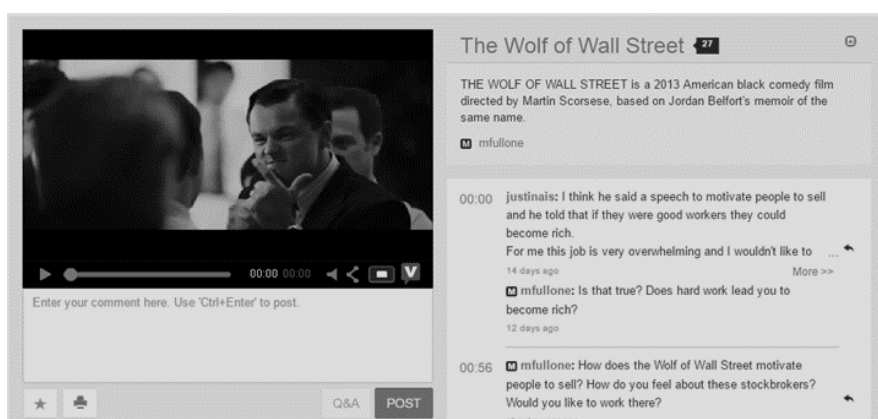 The Wolf of Wall Street 27
THE WOLF OF WALL STREET is a 2013 American black comedy film
directed by Martin Scorsese, based on Jordan Belfort's memoir of the
same name.
M mfullone
00:00 00:00
V
Enter your comment here. Use 'Ctrl+Enter' to post.
Q&A POST
00:00 justinais: I think he said a speech to motivate people to sell
and he told that if they were good workers they could
become rich.
For me this job is very overwhelming and I wouldn't like to ...
14 days ago More >>
M mfullone: Is that true? Does hard work lead you to
become rich?
12 days ago
00:56 M mfullone: How does the Wolf of Wall Street motivate
people to sell? How do you feel about these stockbrokers?
Would you like to work there?